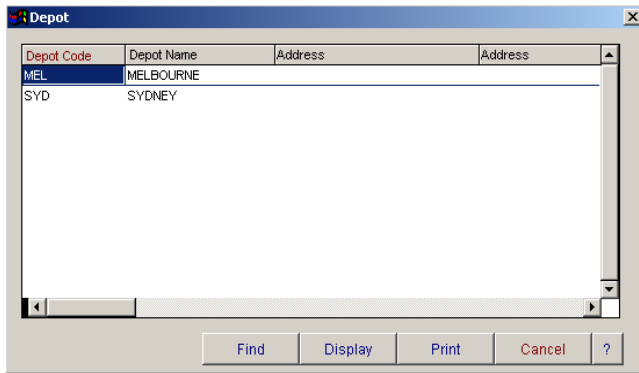 Depot
Depot Code Depot Name Address Address
MEL MELBOURNE
SYD SYDNEY
Find Display Print Cancel ?